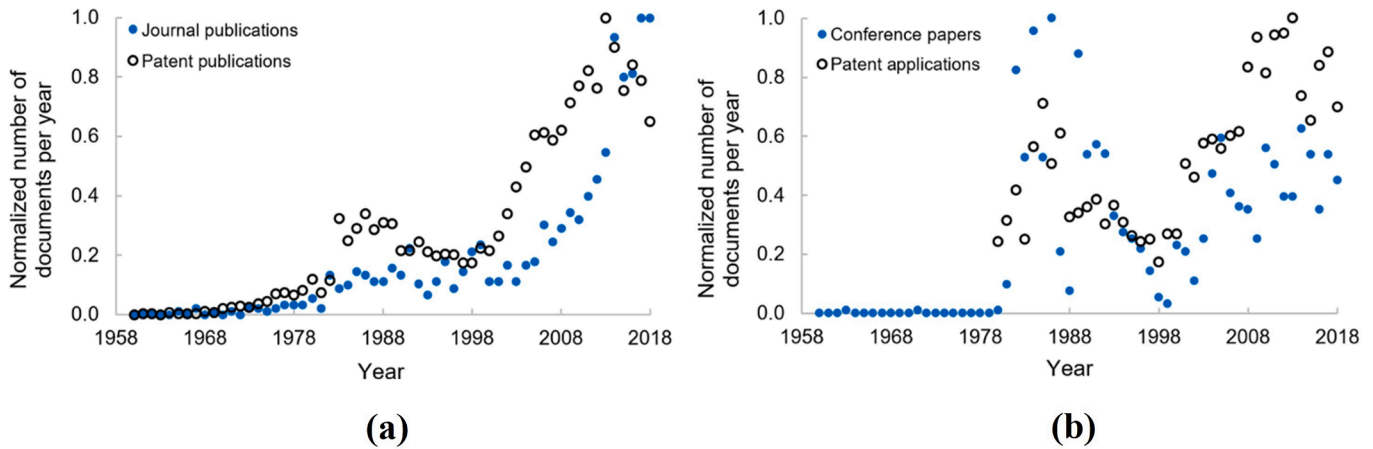 Normalized number of
documents per year
1.0
0.8
0.6
0.4
0.2
0.0
Journal publications
Patent publications
1958 1968 1978 1988 1998 2008 2018
Year
(a)
Normalized number of
documents per year
1.0
0.8
0.6
0.4
0.2
0.0
Conference papers
Patent applications
1958 1968 1978 1988 1998 2008 2018
Year
(b)